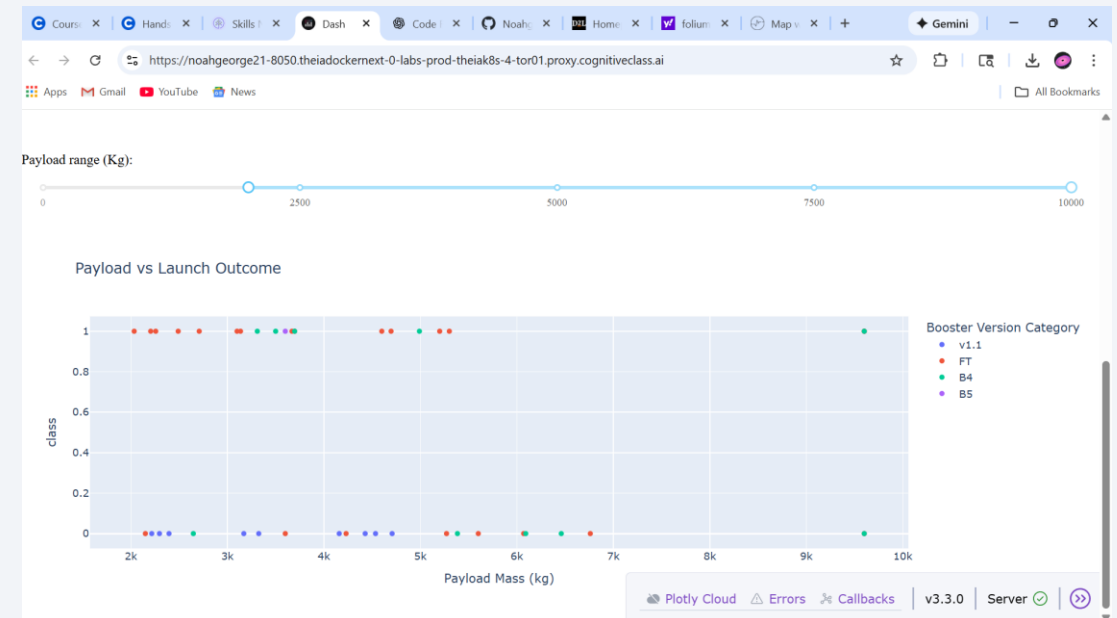 Course
Hands
Skills
Dash
Code
Noahg
D2L Home
folium
Map v
Gemini
https://noahgeorge21-8050.theiadockernext-0-labs-prod-theiak8s-4-tor01.proxy.cognitiveclass.ai
Apps Gmail YouTube News All Bookmarks
Payload range (Kg):
0 2500 5000 7500 10000
Payload vs Launch Outcome
Booster Version Category
v1.1
FT
B4
B5
class
1
0.8
0.6
0.4
0.2
0
2k 3k 4k 5k 6k 7k 8k 9k 10k
Payload Mass (kg)
Plotly Cloud Errors Callbacks v3.3.0 Server